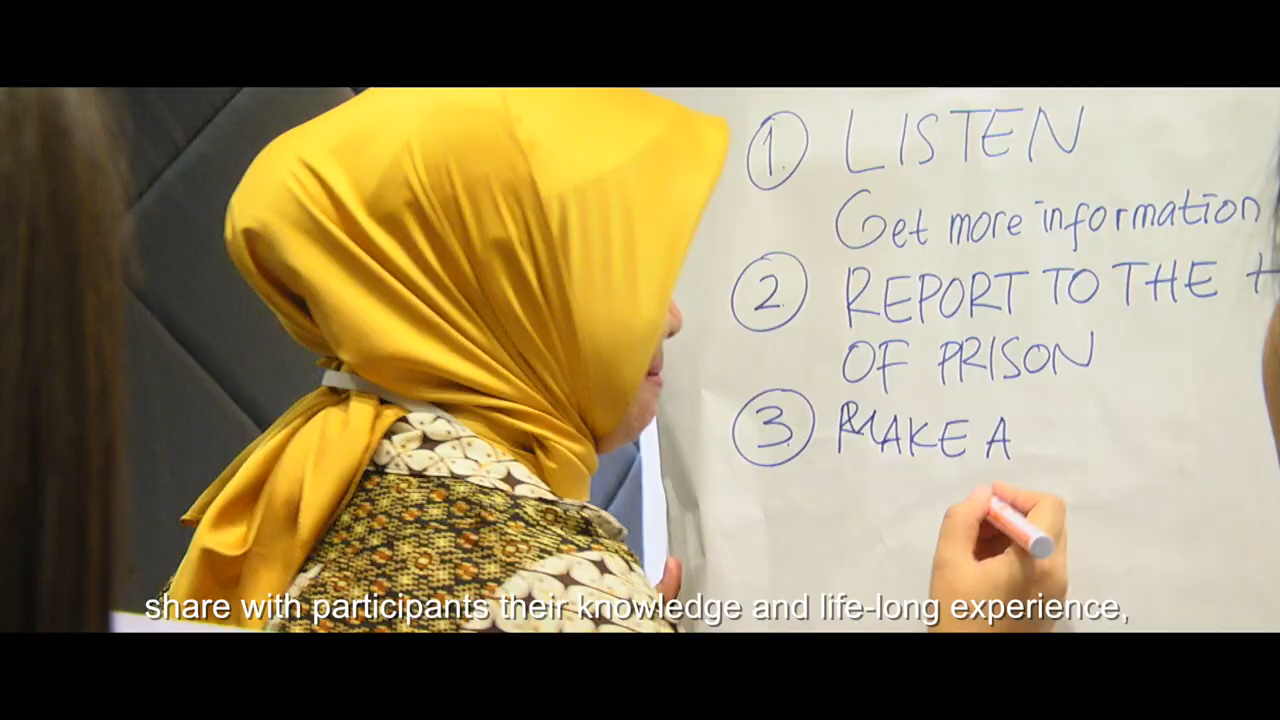 1. LISTEN
Get more information
2. REPORT TO THE
OF PRISON
3. MAKE A
share with participants their knowledge and life-long experience,